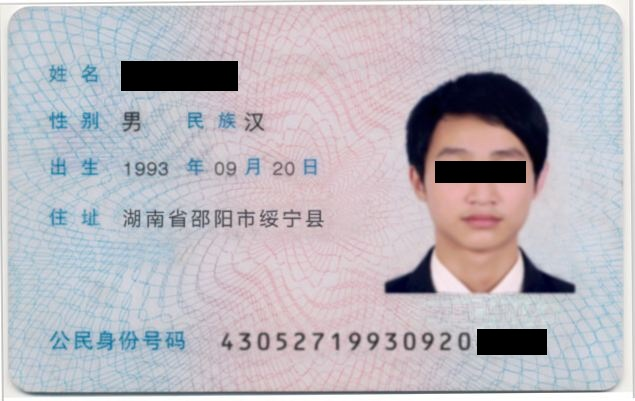 姓名
性别 男 民族 汉
出生 1993 年 09 月 20 日
住址 湖南省邵阳市绥宁县
公民身份号码 43052719930920